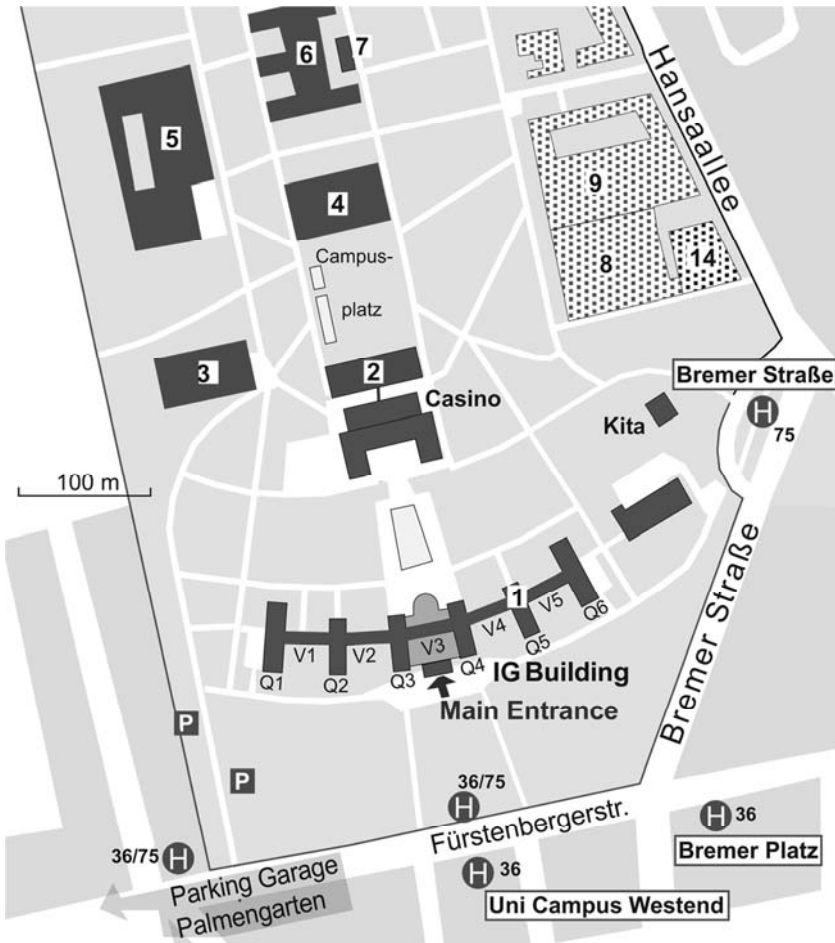 6
7
Hansaallee
5
9
4
Campus-
8
14
platz
3
2
Bremer Straße
Casino
Kita
75
100 m
Bremer Straße
1
V5
V4
Q6
V1
V2
V3
Q5
Q1
Q2
Q3
Q4
IG Building
Main Entrance
P
P
36/75
H
H
36
H
Fürstenbergerstr.
36/75
H
Bremer Platz
H
36
Parking Garage
Palmengarten
Uni Campus Westend